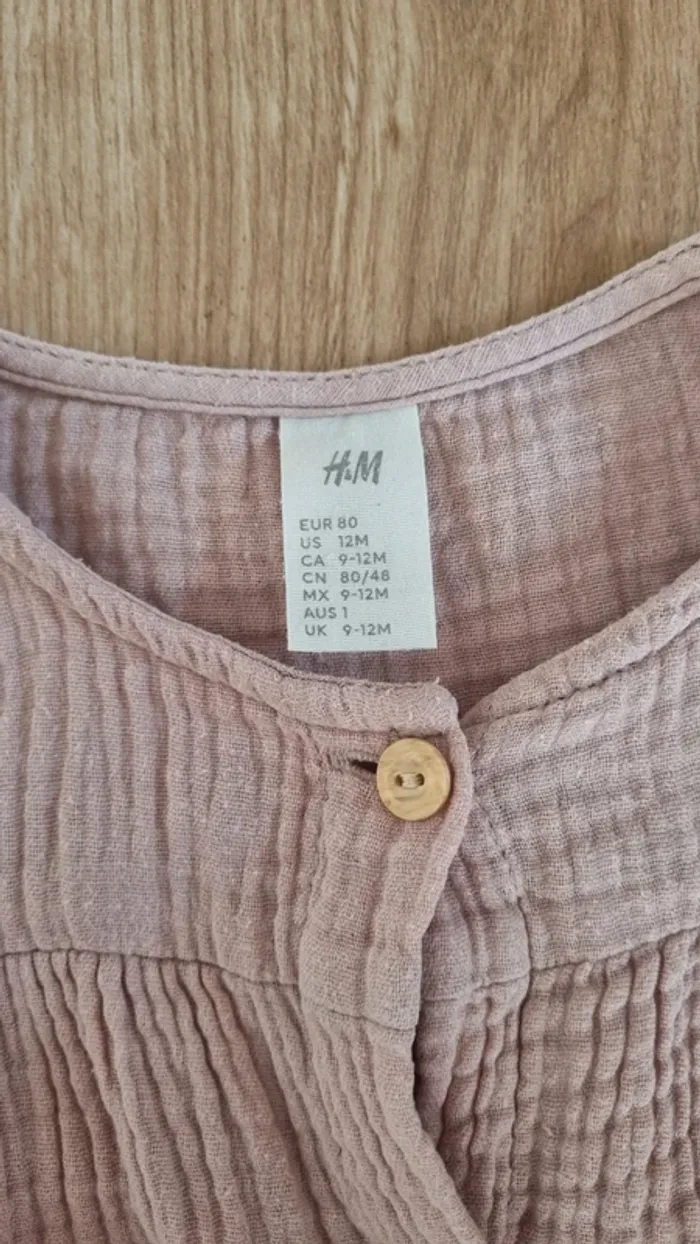 H&M
EUR 80
US 12M
CA 9-12M
CN 80/48
MX 9-12M
AUS 1
UK 9-12M